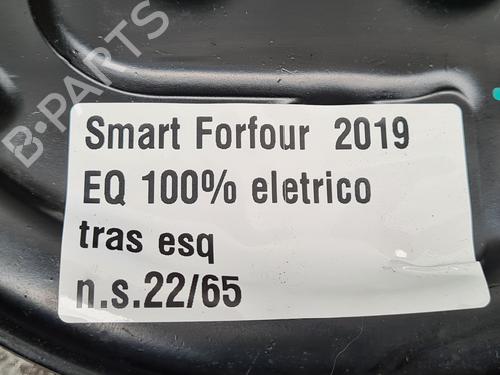 B-PARTS
Smart Forfour 2019
EQ 100% eletrico
tras esq
n.s.22/65